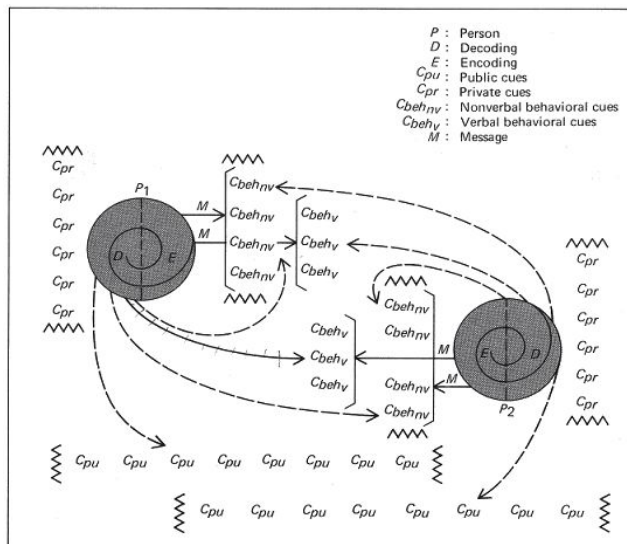 P : Person
D : Decoding
E : Encoding
Cpu : Public cues
Cpr : Private cues
Cbehnv : Nonverbal behavioral cues
Cbehv : Verbal behavioral cues
M : Message
Cpr
Cpr
Cpr
Cpr
Cpr
Cpr
P1
D E
M
M
Cbehnv
Cbehnv
Cbehnv
Cbehnv
Cbehv
Cbehv
Cbehv
Cbehv
Cbehv
Cbehv
Cbehnv
Cbehnv
Cbehnv
Cbehnv
M
M
E D
P2
Cpr
Cpr
Cpr
Cpr
Cpr
Cpr
Cpu Cpu Cpu Cpu Cpu Cpu Cpu Cpu
Cpu Cpu Cpu Cpu Cpu Cpu Cpu Cpu Cpu